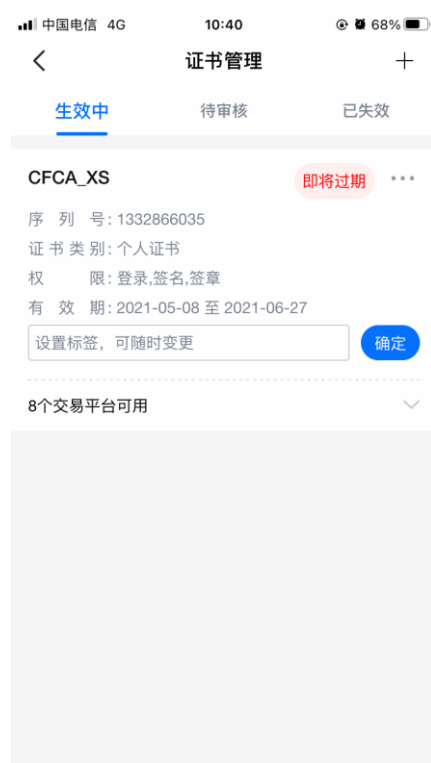 中国电信 4G 10:40 68%
证书管理
生效中 待审核 已失效
CFCA_XS 即将过期
序列号: 1332866035
证书类别: 个人证书
权限: 登录,签名,签章
有效期: 2021-05-08 至 2021-06-27
设置标签，可随时变更 确定
8个交易平台可用